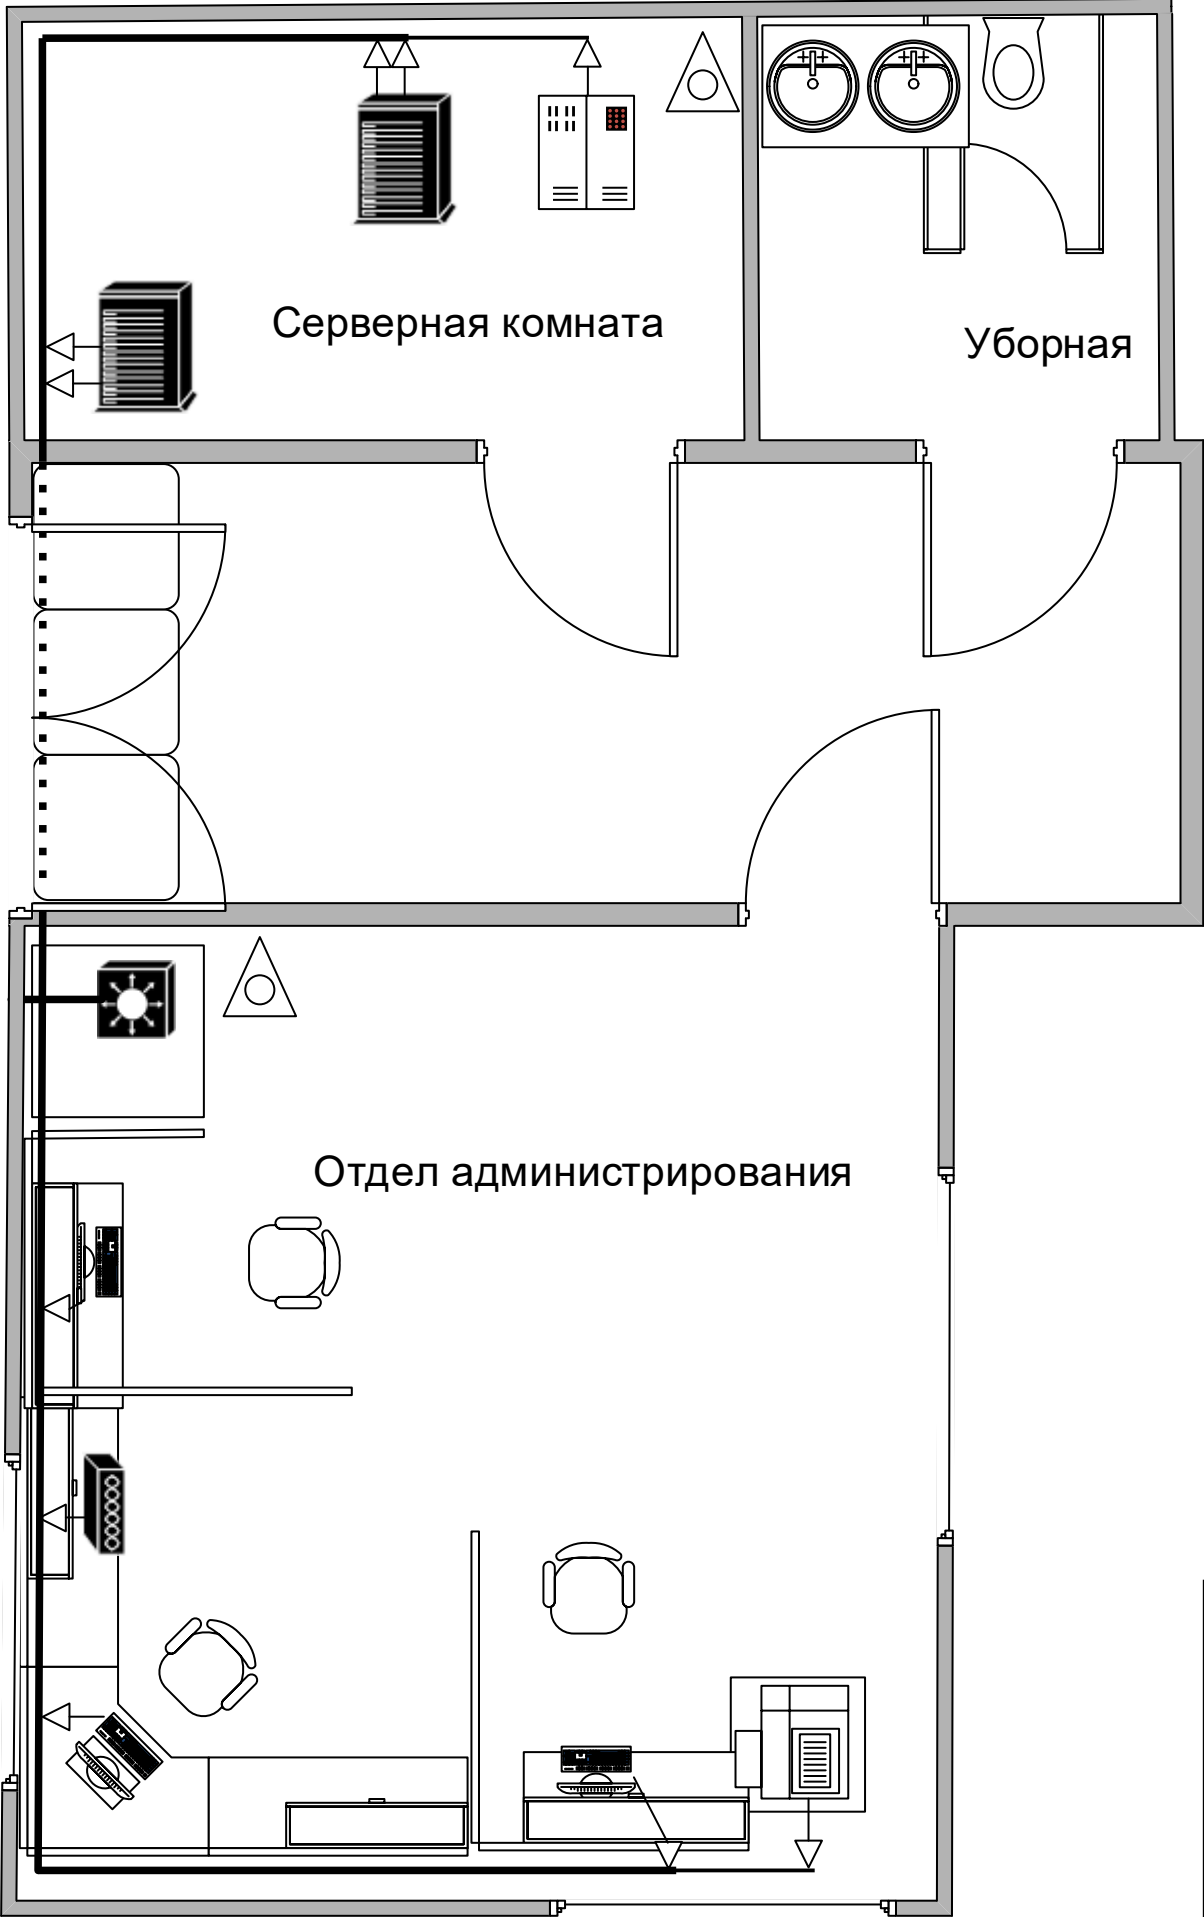 Серверная комната
Уборная
Отдел администрирования